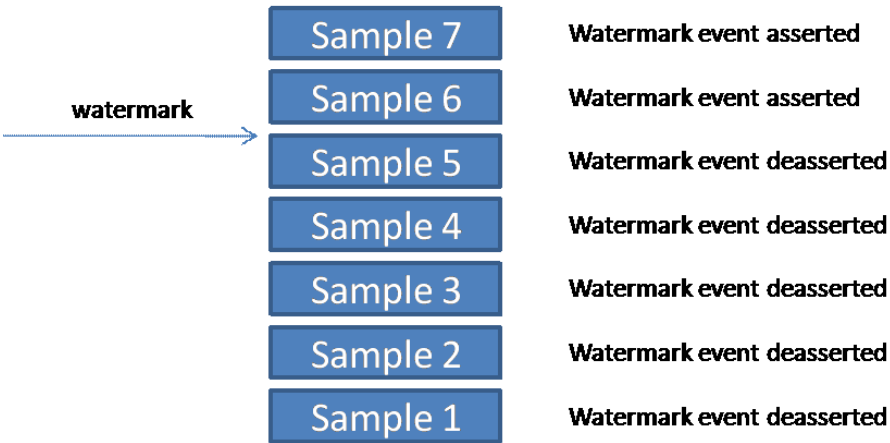 Sample 7 Watermark event asserted
Sample 6 Watermark event asserted
watermark
Sample 5 Watermark event deasserted
Sample 4 Watermark event deasserted
Sample 3 Watermark event deasserted
Sample 2 Watermark event deasserted
Sample 1 Watermark event deasserted